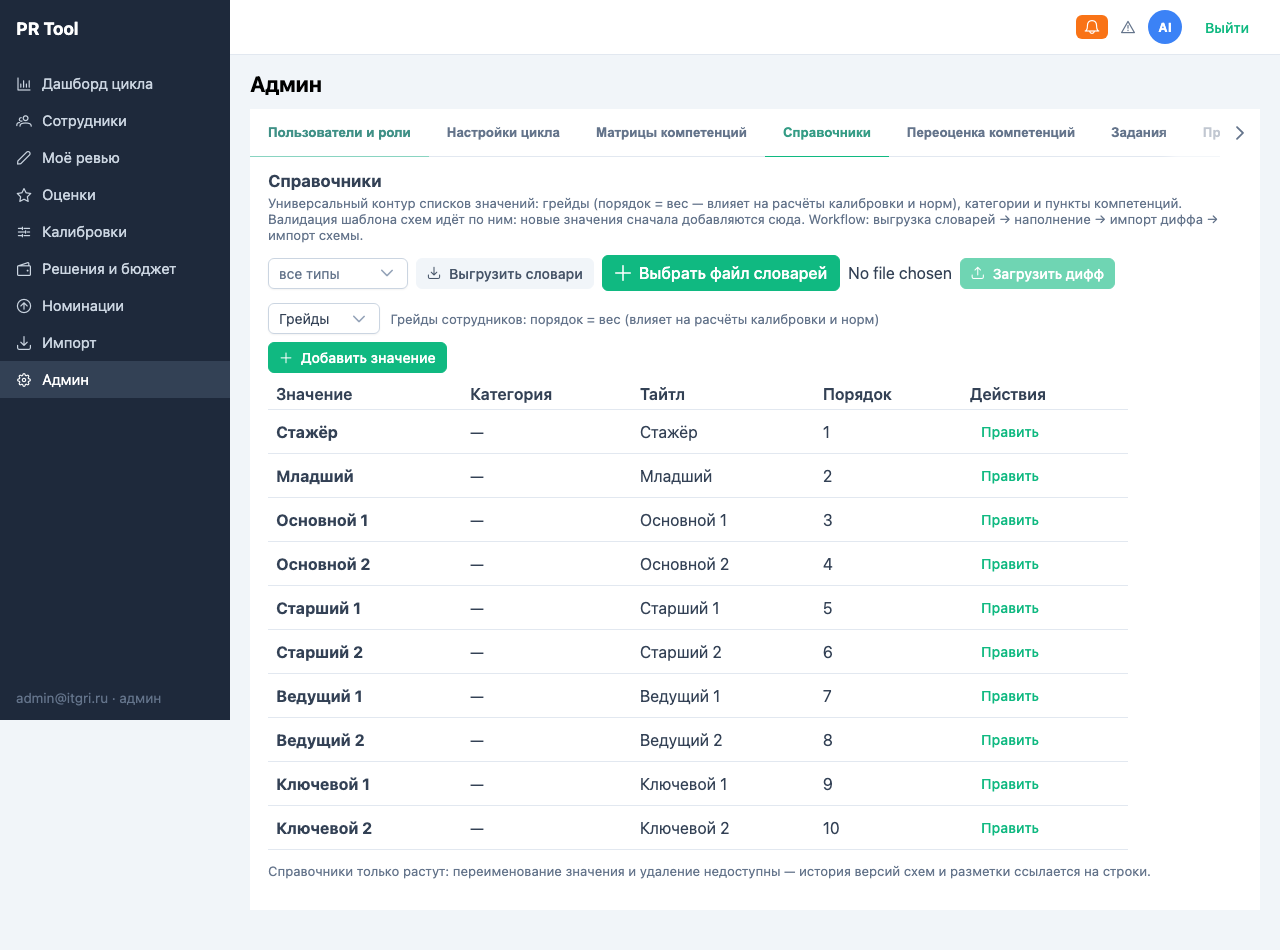 PR Tool
AI
Выйти
Дашборд цикла
Сотрудники
Моё ревью
Оценки
Калибровки
Решения и бюджет
Номинации
Импорт
Админ
admin@itgri.ru · админ
Админ
Пользователи и роли Настройки цикла Матрицы компетенций Справочники Переоценка компетенций Задания Пр
Справочники
Универсальный контур списков значений: грейды (порядок = вес — влияет на расчёты калибровки и норм), категории и пункты компетенций.
Валидация шаблона схем идёт по ним: новые значения сначала добавляются сюда. Workflow: выгрузка словарей → наполнение → импорт диффа →
импорт схемы.
все типы Выгрузить словари Выбрать файл словарей No file chosen Загрузить дифф
Грейды Грейды сотрудников: порядок = вес (влияет на расчёты калибровки и норм)
Добавить значение
Значение Категория Тайтл Порядок Действия
Стажёр — Стажёр 1 Править
Младший — Младший 2 Править
Основной 1 — Основной 1 3 Править
Основной 2 — Основной 2 4 Править
Старший 1 — Старший 1 5 Править
Старший 2 — Старший 2 6 Править
Ведущий 1 — Ведущий 1 7 Править
Ведущий 2 — Ведущий 2 8 Править
Ключевой 1 — Ключевой 1 9 Править
Ключевой 2 — Ключевой 2 10 Править
Справочники только растут: переименование значения и удаление недоступны — история версий схем и разметки ссылается на строки.